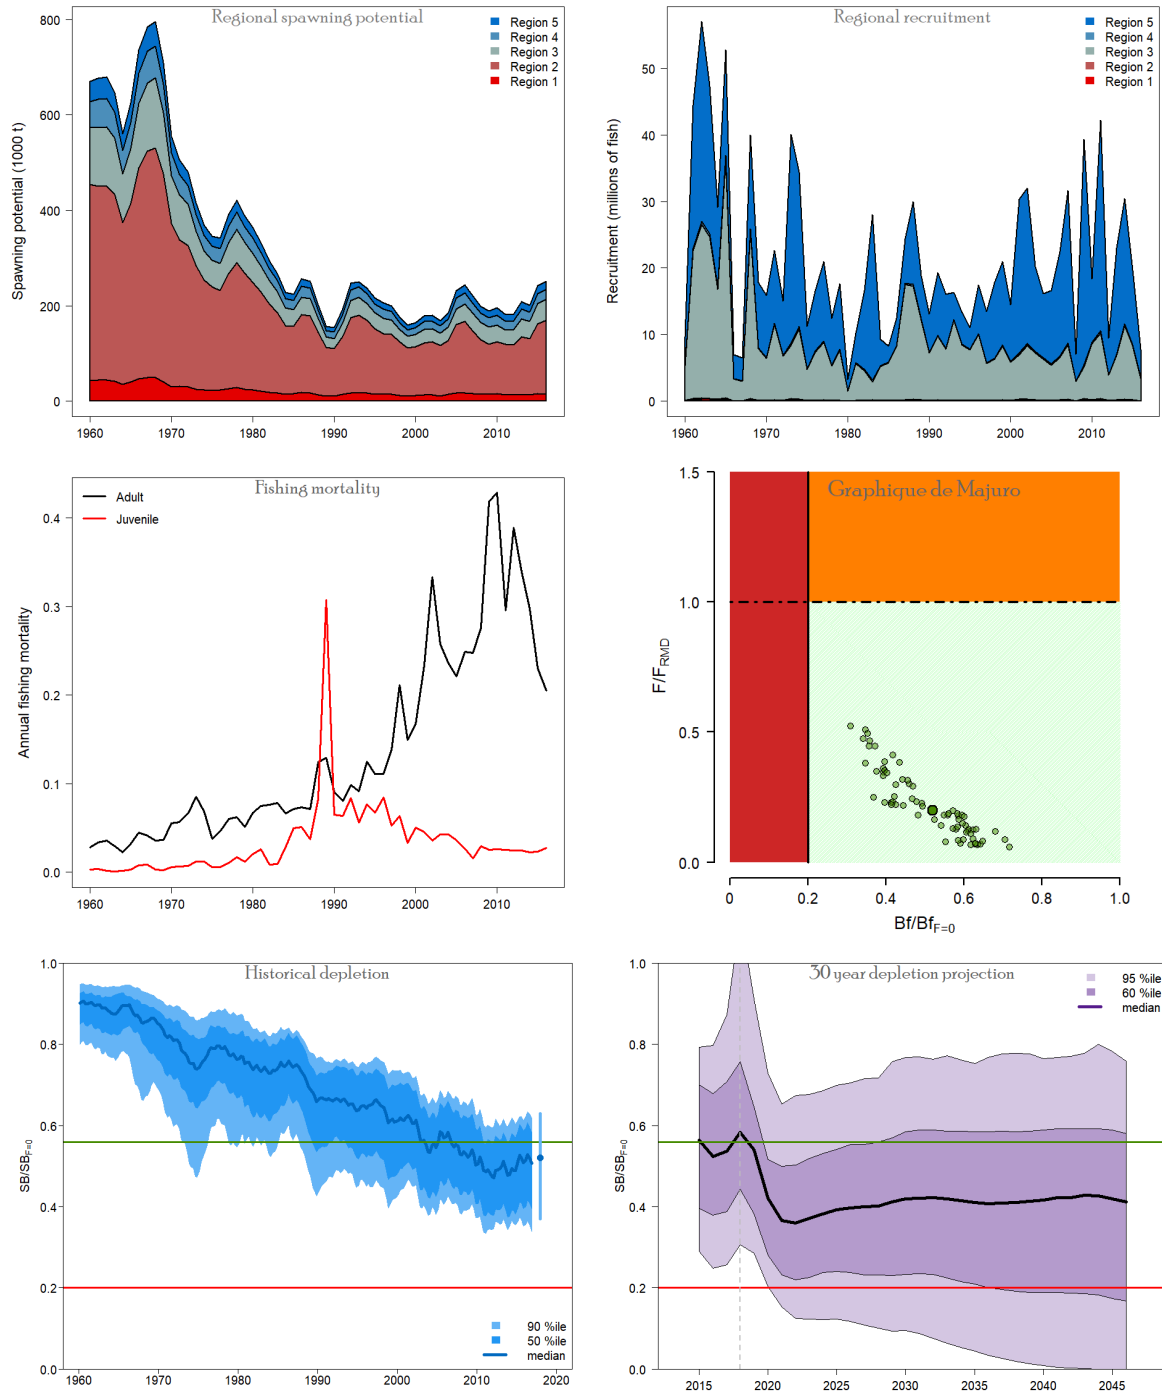 Regional spawning potential
Region 5
Region 4
Region 3
Region 2
Region 1
Spawning potential (1000 t)
800
600
400
200
0
1960 1970 1980 1990 2000 2010
Regional recruitment
Region 5
Region 4
Region 3
Region 2
Region 1
Recruitment (millions of fish)
50
40
30
20
10
0
1960 1970 1980 1990 2000 2010
Fishing mortality
Adult
Juvenile
Annual fishing mortality
0.4
0.3
0.2
0.1
0.0
1960 1970 1980 1990 2000 2010
Graphique de Majuro
F/FRMD
1.5
1.0
0.5
0.0
0 0.2 0.4 0.6 0.8 1.0
Bf/BfF=0
Historical depletion
SB/SBF=0
1.0
0.8
0.6
0.4
0.2
0.0
90 %ile
50 %ile
median
1960 1970 1980 1990 2000 2010 2020
30 year depletion projection
95 %ile
60 %ile
median
SB/SBF=0
1.0
0.8
0.6
0.4
0.2
0.0
2015 2020 2025 2030 2035 2040 2045